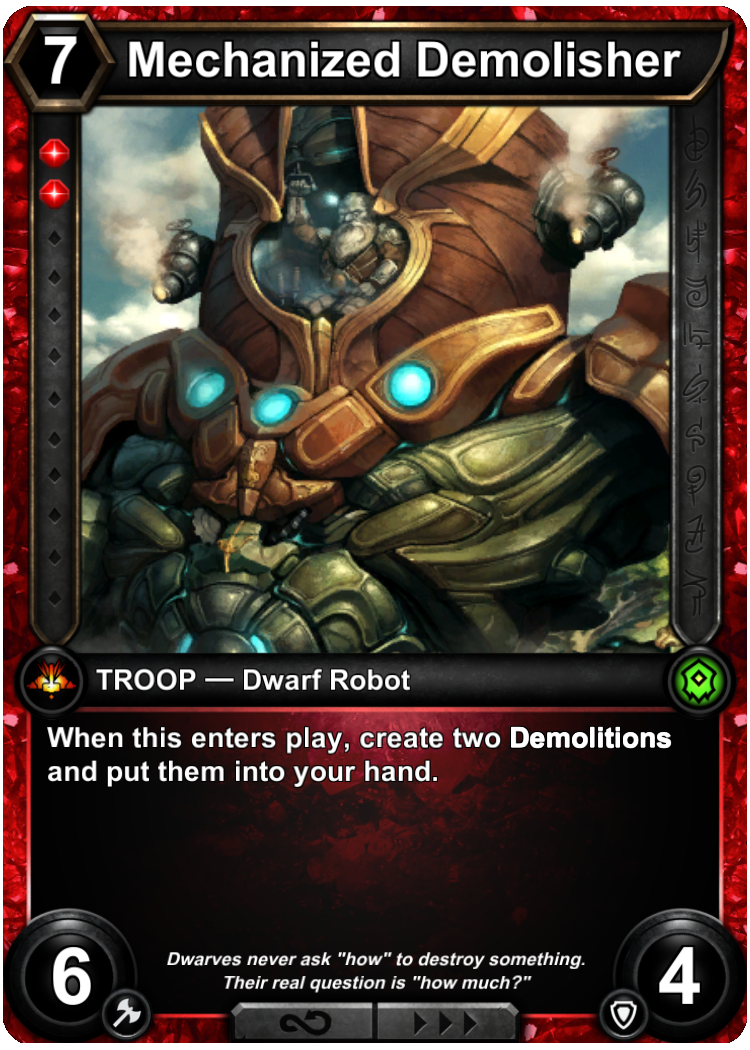 7
Mechanized Demolisher
TROOP — Dwarf Robot
When this enters play, create two Demolitions
and put them into your hand.
Dwarves never ask "how" to destroy something.
Their real question is "how much?"
6
4